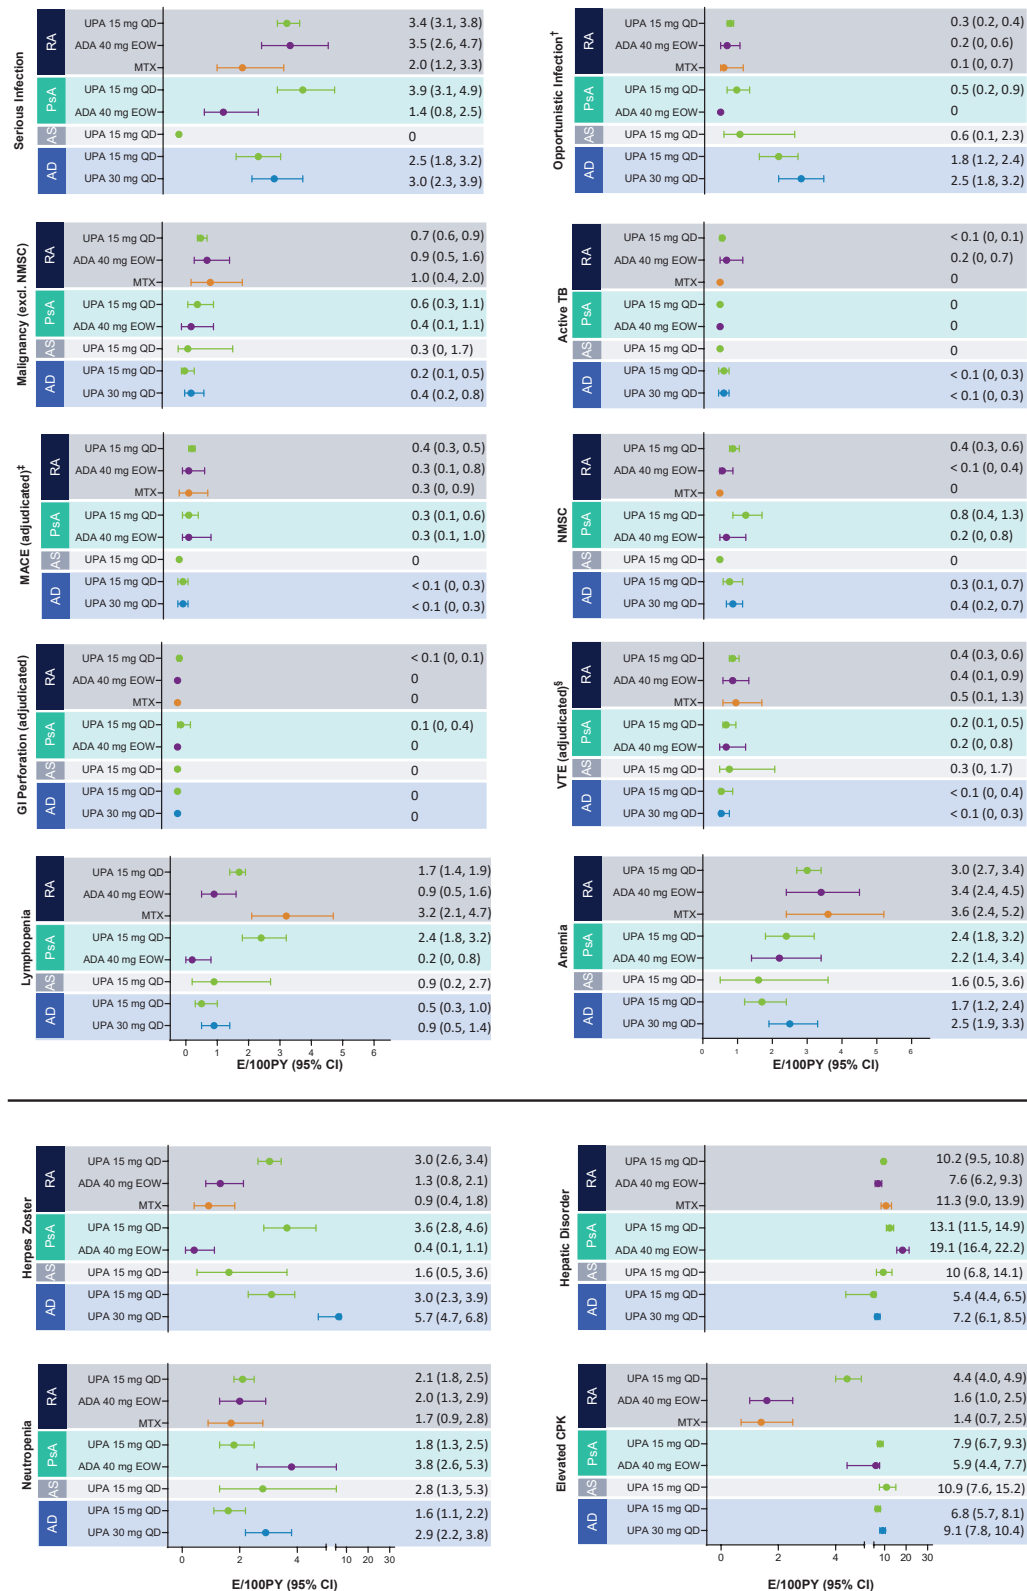 Serious Infection
RA
UPA 15 mg QD 3.4 (3.1, 3.8)
ADA 40 mg EOW 3.5 (2.6, 4.7)
MTX 2.0 (1.2, 3.3)
PsA
UPA 15 mg QD 3.9 (3.1, 4.9)
ADA 40 mg EOW 1.4 (0.8, 2.5)
AS
UPA 15 mg QD 0
AD
UPA 15 mg QD 2.5 (1.8, 3.2)
UPA 30 mg QD 3.0 (2.3, 3.9)
Opportunistic Infection†
RA
UPA 15 mg QD 0.3 (0.2, 0.4)
ADA 40 mg EOW 0.2 (0, 0.6)
MTX 0.1 (0, 0.7)
PsA
UPA 15 mg QD 0.5 (0.2, 0.9)
ADA 40 mg EOW 0
AS
UPA 15 mg QD 0.6 (0.1, 2.3)
AD
UPA 15 mg QD 1.8 (1.2, 2.4)
UPA 30 mg QD 2.5 (1.8, 3.2)
Malignancy (excl. NMSC)
RA
UPA 15 mg QD 0.7 (0.6, 0.9)
ADA 40 mg EOW 0.9 (0.5, 1.6)
MTX 1.0 (0.4, 2.0)
PsA
UPA 15 mg QD 0.6 (0.3, 1.1)
ADA 40 mg EOW 0.4 (0.1, 1.1)
AS
UPA 15 mg QD 0.3 (0, 1.7)
AD
UPA 15 mg QD 0.2 (0.1, 0.5)
UPA 30 mg QD 0.4 (0.2, 0.8)
Active TB
RA
UPA 15 mg QD < 0.1 (0, 0.1)
ADA 40 mg EOW 0.2 (0, 0.7)
MTX 0
PsA
UPA 15 mg QD 0
ADA 40 mg EOW 0
AS
UPA 15 mg QD 0
AD
UPA 15 mg QD < 0.1 (0, 0.3)
UPA 30 mg QD < 0.1 (0, 0.3)
MACE (adjudicated)‡
RA
UPA 15 mg QD 0.4 (0.3, 0.5)
ADA 40 mg EOW 0.3 (0.1, 0.8)
MTX 0.3 (0, 0.9)
PsA
UPA 15 mg QD 0.3 (0.1, 0.6)
ADA 40 mg EOW 0.3 (0.1, 1.0)
AS
UPA 15 mg QD 0
AD
UPA 15 mg QD < 0.1 (0, 0.3)
UPA 30 mg QD < 0.1 (0, 0.3)
NMSC
RA
UPA 15 mg QD 0.4 (0.3, 0.6)
ADA 40 mg EOW < 0.1 (0, 0.4)
MTX 0
PsA
UPA 15 mg QD 0.8 (0.4, 1.3)
ADA 40 mg EOW 0.2 (0, 0.8)
AS
UPA 15 mg QD 0
AD
UPA 15 mg QD 0.3 (0.1, 0.7)
UPA 30 mg QD 0.4 (0.2, 0.7)
GI Perforation (adjudicated)
RA
UPA 15 mg QD < 0.1 (0, 0.1)
ADA 40 mg EOW 0
MTX 0
PsA
UPA 15 mg QD 0.1 (0, 0.4)
ADA 40 mg EOW 0
AS
UPA 15 mg QD 0
AD
UPA 15 mg QD 0
UPA 30 mg QD 0
VTE (adjudicated)§
RA
UPA 15 mg QD 0.4 (0.3, 0.6)
ADA 40 mg EOW 0.4 (0.1, 0.9)
MTX 0.5 (0.1, 1.3)
PsA
UPA 15 mg QD 0.2 (0.1, 0.5)
ADA 40 mg EOW 0.2 (0, 0.8)
AS
UPA 15 mg QD 0.3 (0, 1.7)
AD
UPA 15 mg QD < 0.1 (0, 0.4)
UPA 30 mg QD < 0.1 (0, 0.3)
Lymphopenia
RA
UPA 15 mg QD 1.7 (1.4, 1.9)
ADA 40 mg EOW 0.9 (0.5, 1.6)
MTX 3.2 (2.1, 4.7)
PsA
UPA 15 mg QD 2.4 (1.8, 3.2)
ADA 40 mg EOW 0.2 (0, 0.8)
AS
UPA 15 mg QD 0.9 (0.2, 2.7)
AD
UPA 15 mg QD 0.5 (0.3, 1.0)
UPA 30 mg QD 0.9 (0.5, 1.4)
0 1 2 3 4 5 6
E/100PY (95% CI)
Anemia
RA
UPA 15 mg QD 3.0 (2.7, 3.4)
ADA 40 mg EOW 3.4 (2.4, 4.5)
MTX 3.6 (2.4, 5.2)
PsA
UPA 15 mg QD 2.4 (1.8, 3.2)
ADA 40 mg EOW 2.2 (1.4, 3.4)
AS
UPA 15 mg QD 1.6 (0.5, 3.6)
AD
UPA 15 mg QD 1.7 (1.2, 2.4)
UPA 30 mg QD 2.5 (1.9, 3.3)
0 1 2 3 4 5 6
E/100PY (95% CI)
Herpes Zoster
RA
UPA 15 mg QD 3.0 (2.6, 3.4)
ADA 40 mg EOW 1.3 (0.8, 2.1)
MTX 0.9 (0.4, 1.8)
PsA
UPA 15 mg QD 3.6 (2.8, 4.6)
ADA 40 mg EOW 0.4 (0.1, 1.1)
AS
UPA 15 mg QD 1.6 (0.5, 3.6)
AD
UPA 15 mg QD 3.0 (2.3, 3.9)
UPA 30 mg QD 5.7 (4.7, 6.8)
Hepatic Disorder
RA
UPA 15 mg QD 10.2 (9.5, 10.8)
ADA 40 mg EOW 7.6 (6.2, 9.3)
MTX 11.3 (9.0, 13.9)
PsA
UPA 15 mg QD 13.1 (11.5, 14.9)
ADA 40 mg EOW 19.1 (16.4, 22.2)
AS
UPA 15 mg QD 10 (6.8, 14.1)
AD
UPA 15 mg QD 5.4 (4.4, 6.5)
UPA 30 mg QD 7.2 (6.1, 8.5)
Neutropenia
RA
UPA 15 mg QD 2.1 (1.8, 2.5)
ADA 40 mg EOW 2.0 (1.3, 2.9)
MTX 1.7 (0.9, 2.8)
PsA
UPA 15 mg QD 1.8 (1.3, 2.5)
ADA 40 mg EOW 3.8 (2.6, 5.3)
AS
UPA 15 mg QD 2.8 (1.3, 5.3)
AD
UPA 15 mg QD 1.6 (1.1, 2.2)
UPA 30 mg QD 2.9 (2.2, 3.8)
0 2 4 10 20 30
E/100PY (95% CI)
Elevated CPK
RA
UPA 15 mg QD 4.4 (4.0, 4.9)
ADA 40 mg EOW 1.6 (1.0, 2.5)
MTX 1.4 (0.7, 2.5)
PsA
UPA 15 mg QD 7.9 (6.7, 9.3)
ADA 40 mg EOW 5.9 (4.4, 7.7)
AS
UPA 15 mg QD 10.9 (7.6, 15.2)
AD
UPA 15 mg QD 6.8 (5.7, 8.1)
UPA 30 mg QD 9.1 (7.8, 10.4)
0 2 4 10 20 30
E/100PY (95% CI)